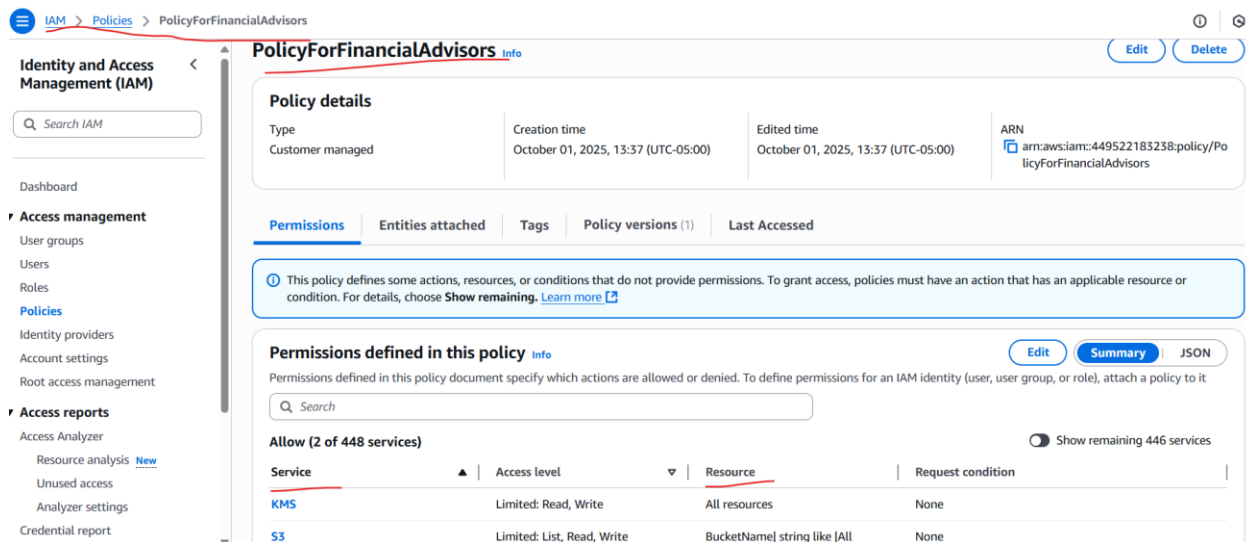 IAM > Policies > PolicyForFinancialAdvisors
Identity and Access
Management (IAM)
Search IAM
Dashboard
Access management
User groups
Users
Roles
Policies
Identity providers
Account settings
Root access management
Access reports
Access Analyzer
Resource analysis New
Unused access
Analyzer settings
Credential report
PolicyForFinancialAdvisors Info
Edit
Delete
Policy details
Type
Customer managed
Creation time
October 01, 2025, 13:37 (UTC-05:00)
Edited time
October 01, 2025, 13:37 (UTC-05:00)
ARN
arn:aws:iam::449522183238:policy/Po
licyForFinancialAdvisors
Permissions
Entities attached
Tags
Policy versions (1)
Last Accessed
This policy defines some actions, resources, or conditions that do not provide permissions. To grant access, policies must have an action that has an applicable resource or
condition. For details, choose Show remaining. Learn more
Permissions defined in this policy Info
Edit
Summary
JSON
Permissions defined in this policy document specify which actions are allowed or denied. To define permissions for an IAM identity (user, user group, or role), attach a policy to it
Search
Allow (2 of 448 services)
Show remaining 446 services
Service Access level Resource Request condition
KMS Limited: Read, Write All resources None
S3 Limited: List, Read, Write BucketName| string like |All None